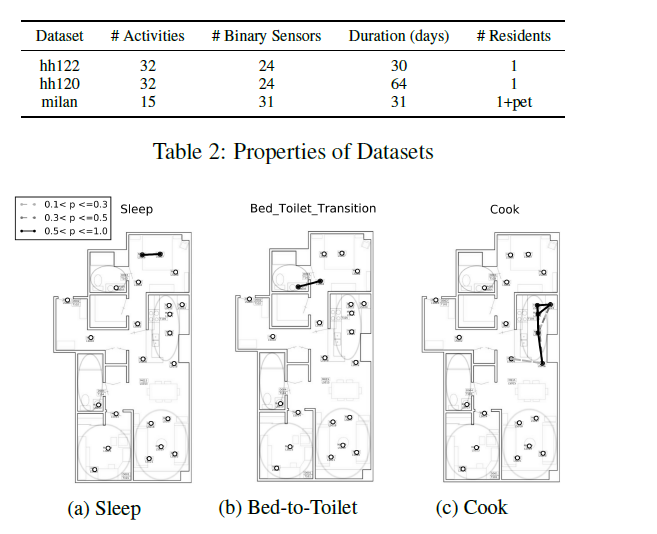 Dataset # Activities # Binary Sensors Duration (days) # Residents
hh122 32 24 30 1
hh120 32 24 64 1
milan 15 31 31 1+pet
Table 2: Properties of Datasets
0.1< p <=0.3
0.3< p <=0.5
0.5< p <=1.0
Sleep
Bed_Toilet_Transition
Cook
(a) Sleep
(b) Bed-to-Toilet
(c) Cook